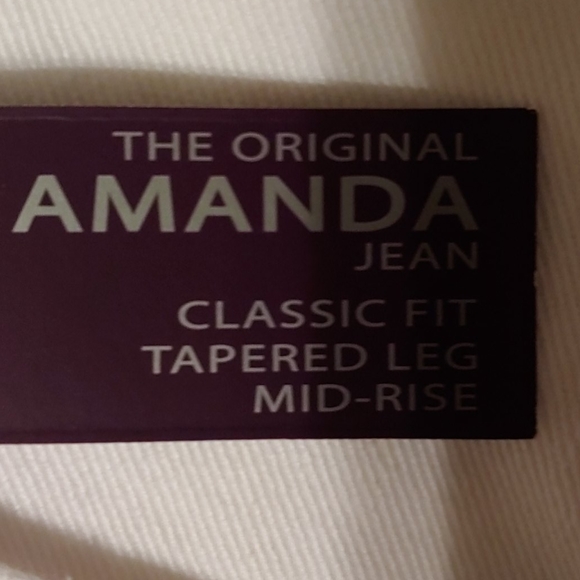 THE ORIGINAL
AMANDA
JEAN
CLASSIC FIT
TAPERED LEG
MID-RISE